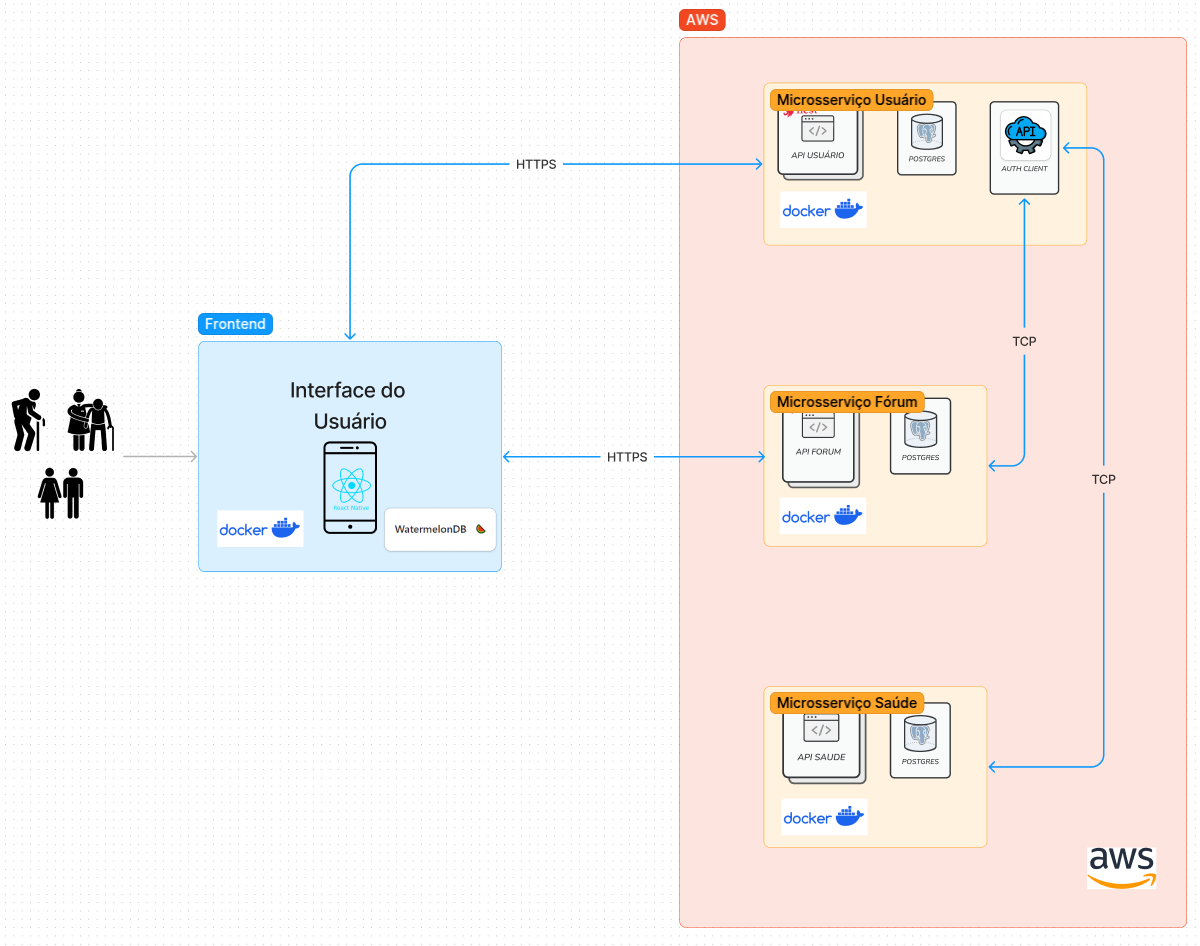 AWS
Microsserviço Usuário
API USUÁRIO
POSTGRES
API
AUTH CLIENT
docker
HTTPS
Frontend
Interface do
Usuário
React Native
docker
WatermelonDB
HTTPS
TCP
Microsserviço Fórum
API FORUM
POSTGRES
docker
TCP
Microsserviço Saúde
API SAUDE
POSTGRES
docker
aws